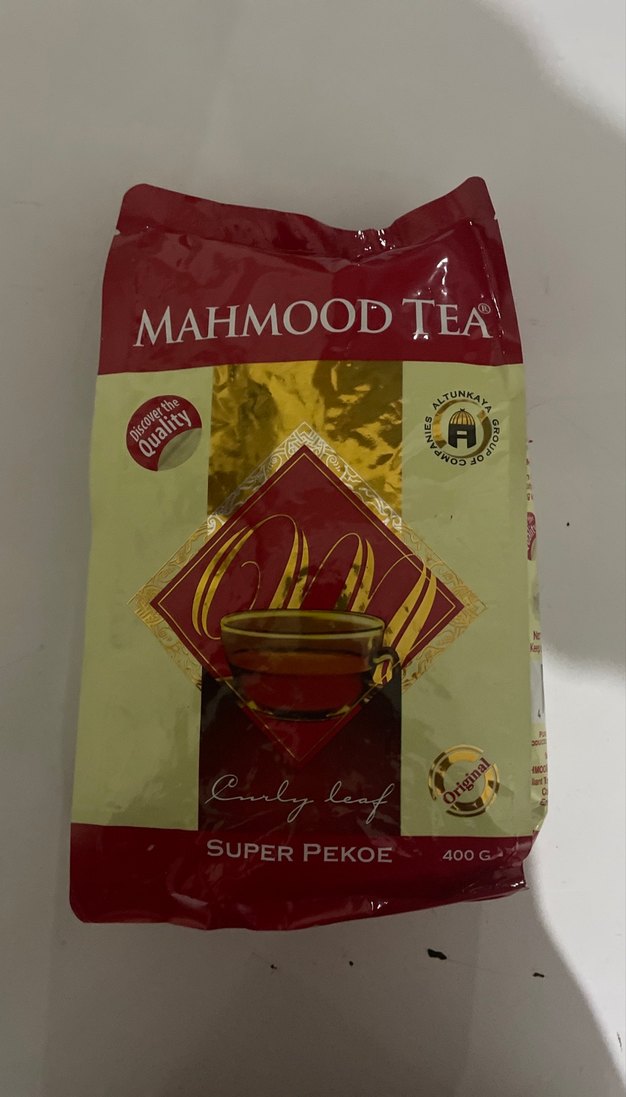 MAHMOOD TEA®
Discover the
Quality
ALTUNKAYA GROUP OF COMPANIES
Curly leaf
Original
SUPER PEKOE
400 G